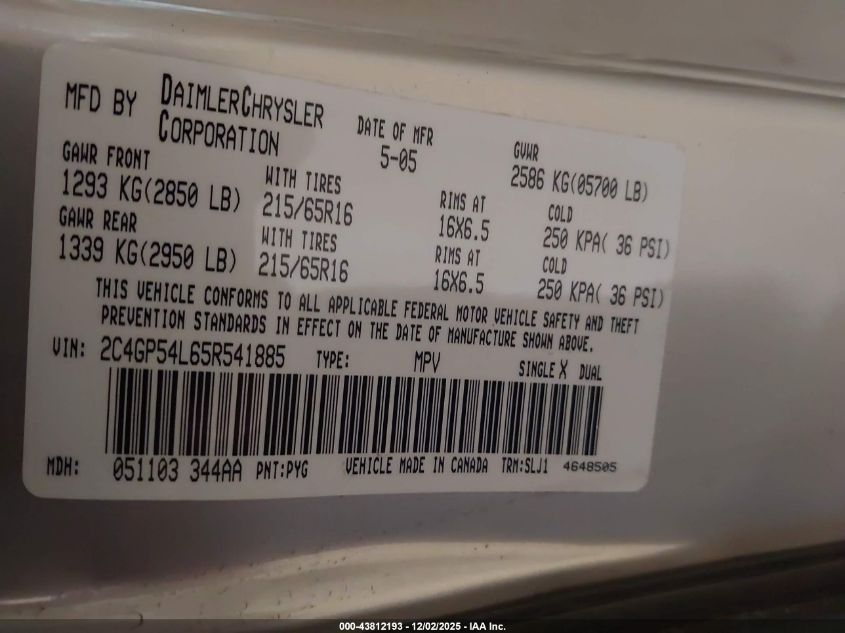 MFD BY DAIMLERCHRYSLER CORPORATION
DATE OF MFR 5-05
GVWR 2586 KG(05700 LB)
GAWR FRONT
1293 KG(2850 LB)
WITH TIRES
215/65R16
RIMS AT
16X6.5
COLD
250 KPA( 36 PSI)
GAWR REAR
1339 KG(2950 LB)
WITH TIRES
215/65R16
RIMS AT
16X6.5
COLD
250 KPA( 36 PSI)
THIS VEHICLE CONFORMS TO ALL APPLICABLE FEDERAL MOTOR VEHICLE SAFETY AND THEFT
PREVENTION STANDARDS IN EFFECT ON THE DATE OF MANUFACTURE SHOWN ABOVE.
VIN: 2C4GP54L65R541885 TYPE: MPV SINGLE X DUAL
MDH: 051103 344AA PNT:PYG VEHICLE MADE IN CANADA TRM:SLJ1 4648505
000-43812193 - 12/02/2025 - IAA Inc.